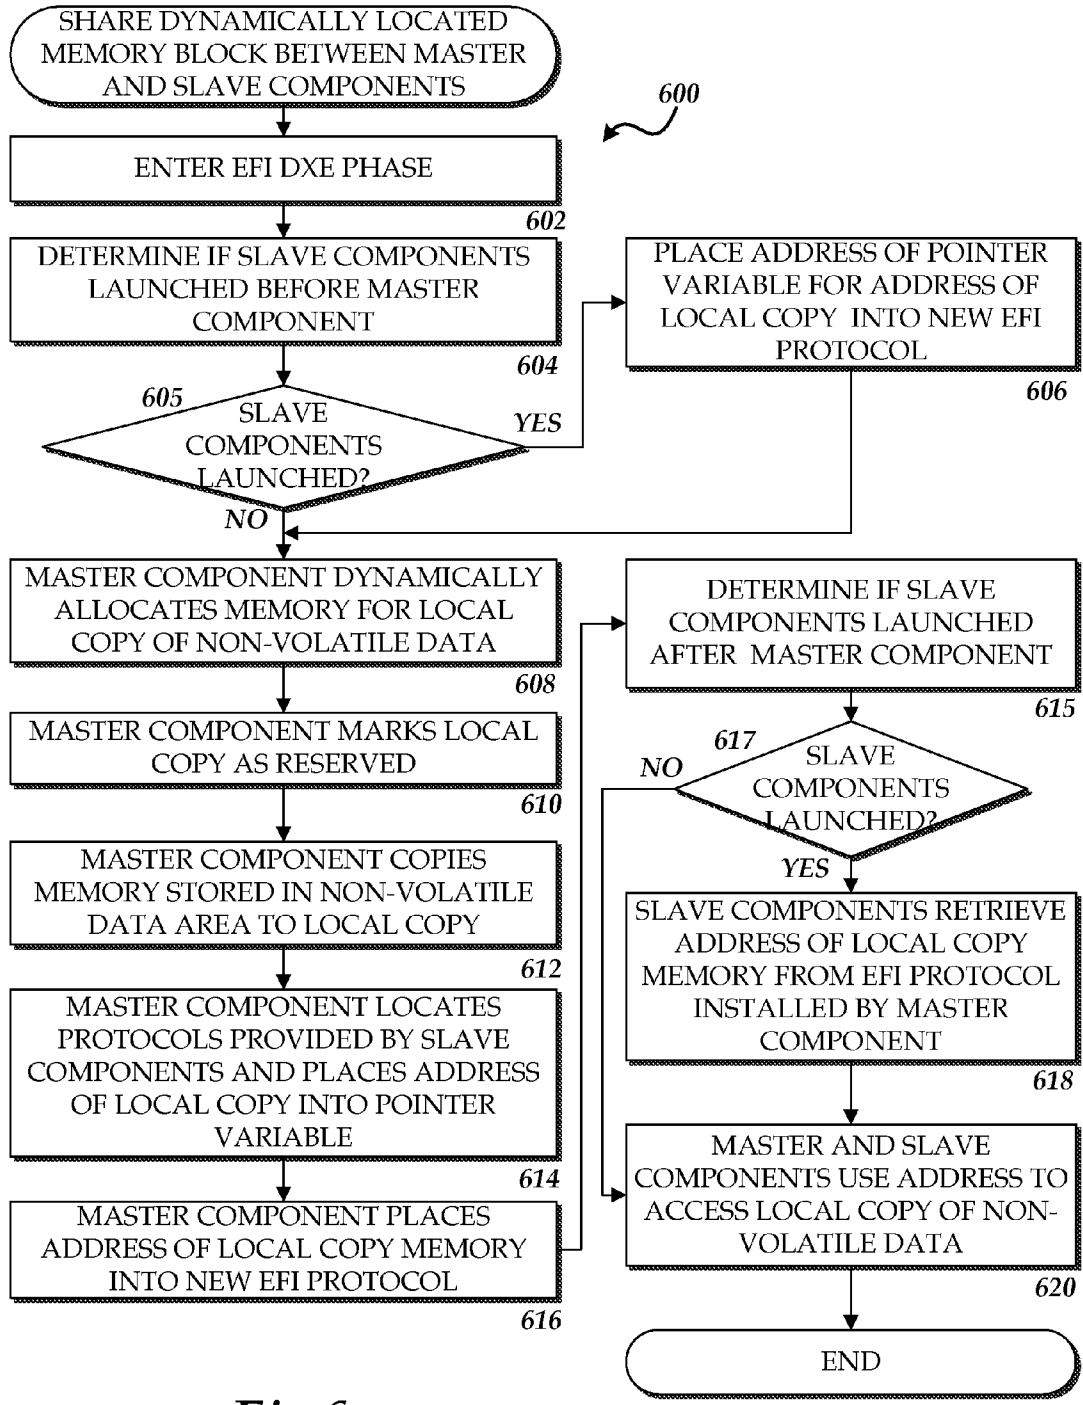 SHARE DYNAMICALLY LOCATED
MEMORY BLOCK BETWEEN MASTER
AND SLAVE COMPONENTS
600
ENTER EFI DXE PHASE
602
DETERMINE IF SLAVE COMPONENTS
LAUNCHED BEFORE MASTER
COMPONENT
604
PLACE ADDRESS OF POINTER
VARIABLE FOR ADDRESS OF
LOCAL COPY INTO NEW EFI
PROTOCOL
606
605
SLAVE
COMPONENTS
LAUNCHED?
YES
NO
MASTER COMPONENT DYNAMICALLY
ALLOCATES MEMORY FOR LOCAL
COPY OF NON-VOLATILE DATA
608
MASTER COMPONENT MARKS LOCAL
COPY AS RESERVED
610
MASTER COMPONENT COPIES
MEMORY STORED IN NON-VOLATILE
DATA AREA TO LOCAL COPY
612
MASTER COMPONENT LOCATES
PROTOCOLS PROVIDED BY SLAVE
COMPONENTS AND PLACES ADDRESS
OF LOCAL COPY INTO POINTER
VARIABLE
614
MASTER COMPONENT PLACES
ADDRESS OF LOCAL COPY MEMORY
INTO NEW EFI PROTOCOL
616
DETERMINE IF SLAVE
COMPONENTS LAUNCHED
AFTER MASTER COMPONENT
615
617
SLAVE
COMPONENTS
LAUNCHED?
NO
YES
SLAVE COMPONENTS RETRIEVE
ADDRESS OF LOCAL COPY
MEMORY FROM EFI PROTOCOL
INSTALLED BY MASTER
COMPONENT
618
MASTER AND SLAVE
COMPONENTS USE ADDRESS TO
ACCESS LOCAL COPY OF NON-
VOLATILE DATA
620
END